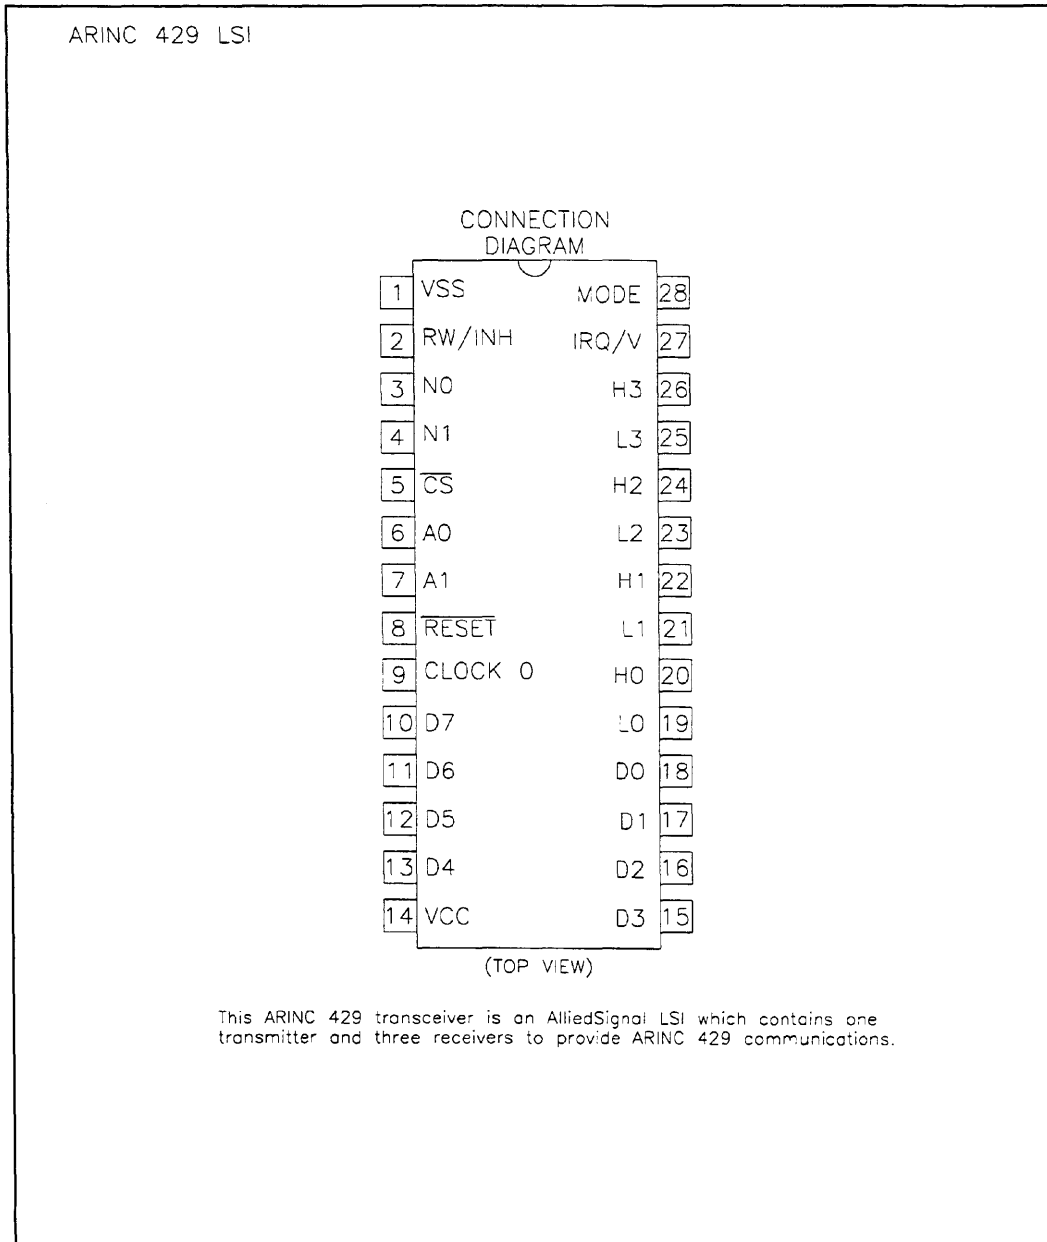 ARINC 429 LSI
CONNECTION
DIAGRAM
1 VSS MODE 28
2 RW/INH IRQ/V 27
3 N0 H3 26
4 N1 L3 25
5 C̅S̅ H2 24
6 A0 L2 23
7 A1 H1 22
8 R̅E̅S̅E̅T̅ L1 21
9 CLOCK 0 H0 20
10 D7 L0 19
11 D6 D0 18
12 D5 D1 17
13 D4 D2 16
14 VCC D3 15
(TOP VIEW)
This ARINC 429 transceiver is an AlliedSignal LSI which contains one
transmitter and three receivers to provide ARINC 429 communications.